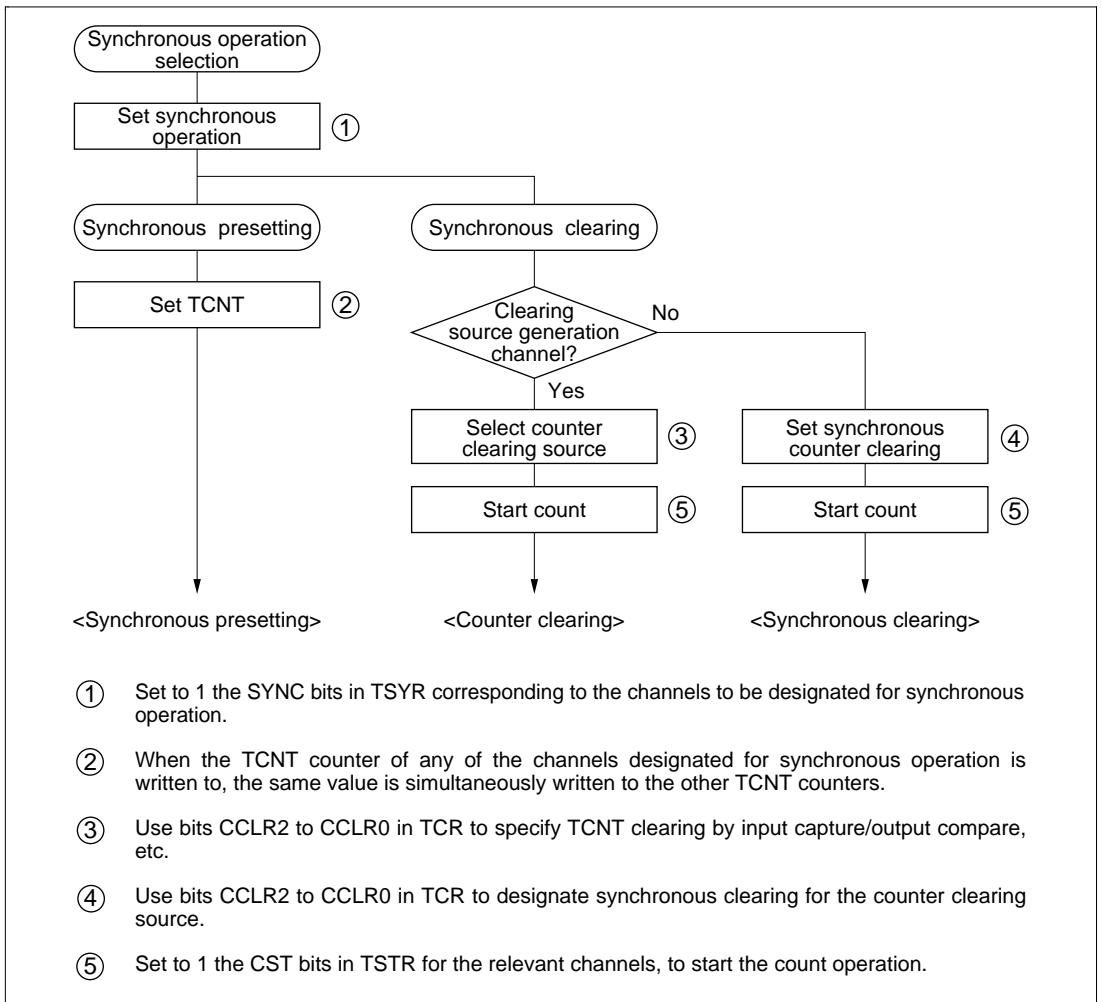 Synchronous operation
selection
Set synchronous
operation
①
Synchronous presetting
Synchronous clearing
Set TCNT
②
Clearing
source generation
channel?
No
Yes
Select counter
clearing source
③
Set synchronous
counter clearing
④
Start count
⑤
Start count
⑤
<Synchronous presetting>
<Counter clearing>
<Synchronous clearing>
① Set to 1 the SYNC bits in TSYR corresponding to the channels to be designated for synchronous
operation.
② When the TCNT counter of any of the channels designated for synchronous operation is
written to, the same value is simultaneously written to the other TCNT counters.
③ Use bits CCLR2 to CCLR0 in TCR to specify TCNT clearing by input capture/output compare,
etc.
④ Use bits CCLR2 to CCLR0 in TCR to designate synchronous clearing for the counter clearing
source.
⑤ Set to 1 the CST bits in TSTR for the relevant channels, to start the count operation.